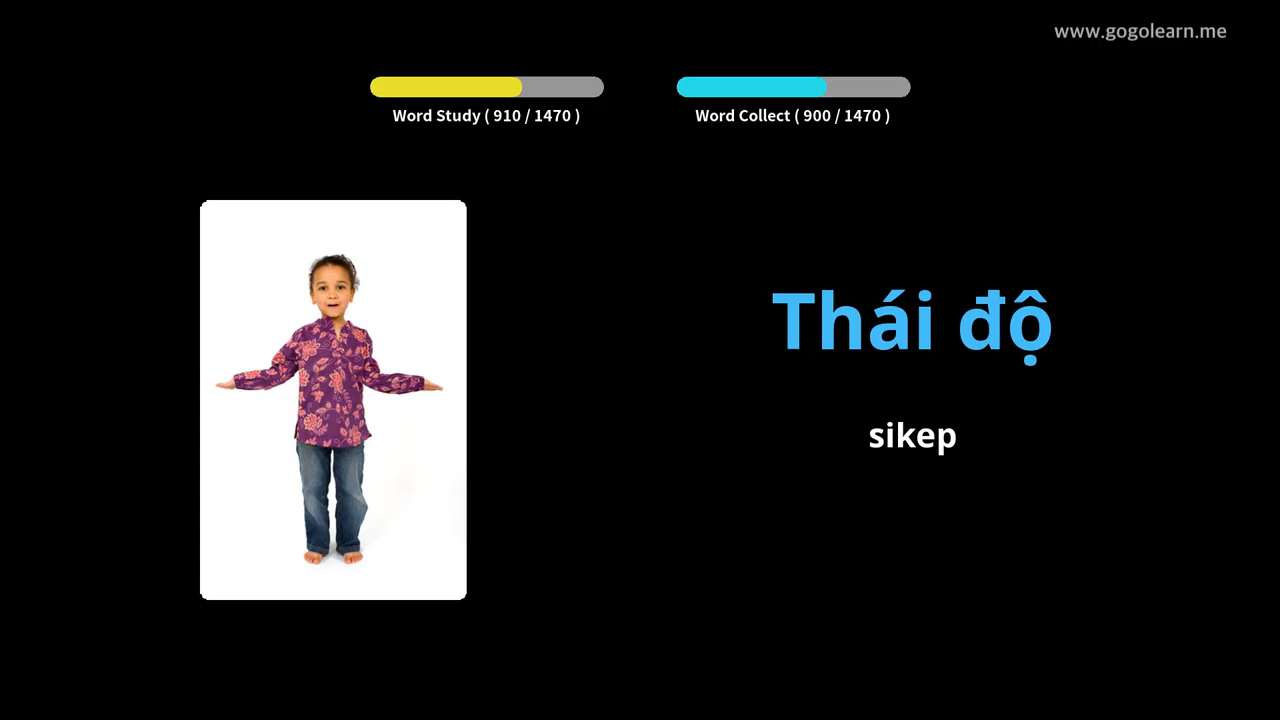 www.gogolearn.me
Word Study ( 910 / 1470 )
Word Collect ( 900 / 1470 )
Thái độ
sikep